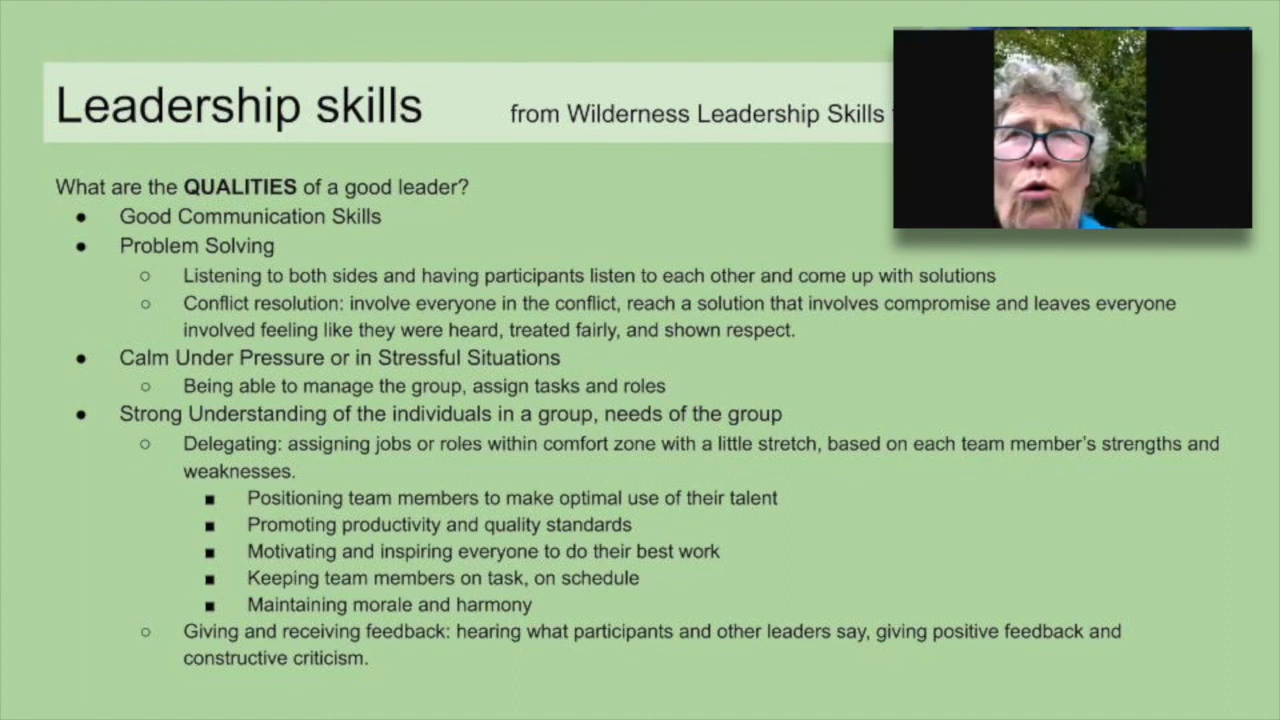 Leadership skills from Wilderness Leadership Skills
What are the QUALITIES of a good leader?
● Good Communication Skills
● Problem Solving
○ Listening to both sides and having participants listen to each other and come up with solutions
○ Conflict resolution: involve everyone in the conflict, reach a solution that involves compromise and leaves everyone
involved feeling like they were heard, treated fairly, and shown respect.
● Calm Under Pressure or in Stressful Situations
○ Being able to manage the group, assign tasks and roles
● Strong Understanding of the individuals in a group, needs of the group
○ Delegating: assigning jobs or roles within comfort zone with a little stretch, based on each team member's strengths and
weaknesses.
■ Positioning team members to make optimal use of their talent
■ Promoting productivity and quality standards
■ Motivating and inspiring everyone to do their best work
■ Keeping team members on task, on schedule
■ Maintaining morale and harmony
○ Giving and receiving feedback: hearing what participants and other leaders say, giving positive feedback and
constructive criticism.